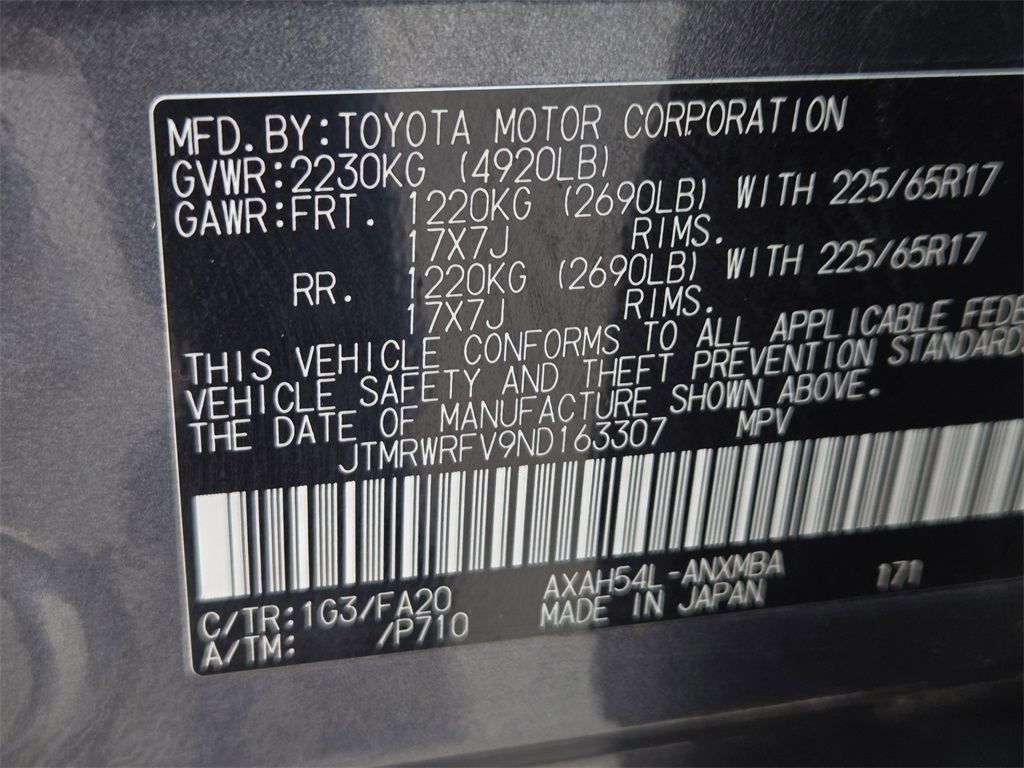 MFD.BY:TOYOTA MOTOR CORPORATION
GVWR:2230KG (4920LB)
GAWR:FRT. 1220KG (2690LB) WITH 225/65R17
17X7J RIMS.
RR. 1220KG (2690LB) WITH 225/65R17
17X7J RIMS.
THIS VEHICLE CONFORMS TO ALL APPLICABLE FEDE
VEHICLE SAFETY AND THEFT PREVENTION STANDARDS
THE DATE OF MANUFACTURE SHOWN ABOVE.
JTMRWRFV9ND163307 MPV
C/TR:1G3/FA20 AXAH54L-ANXMBA 171
A/TM: /P710 MADE IN JAPAN